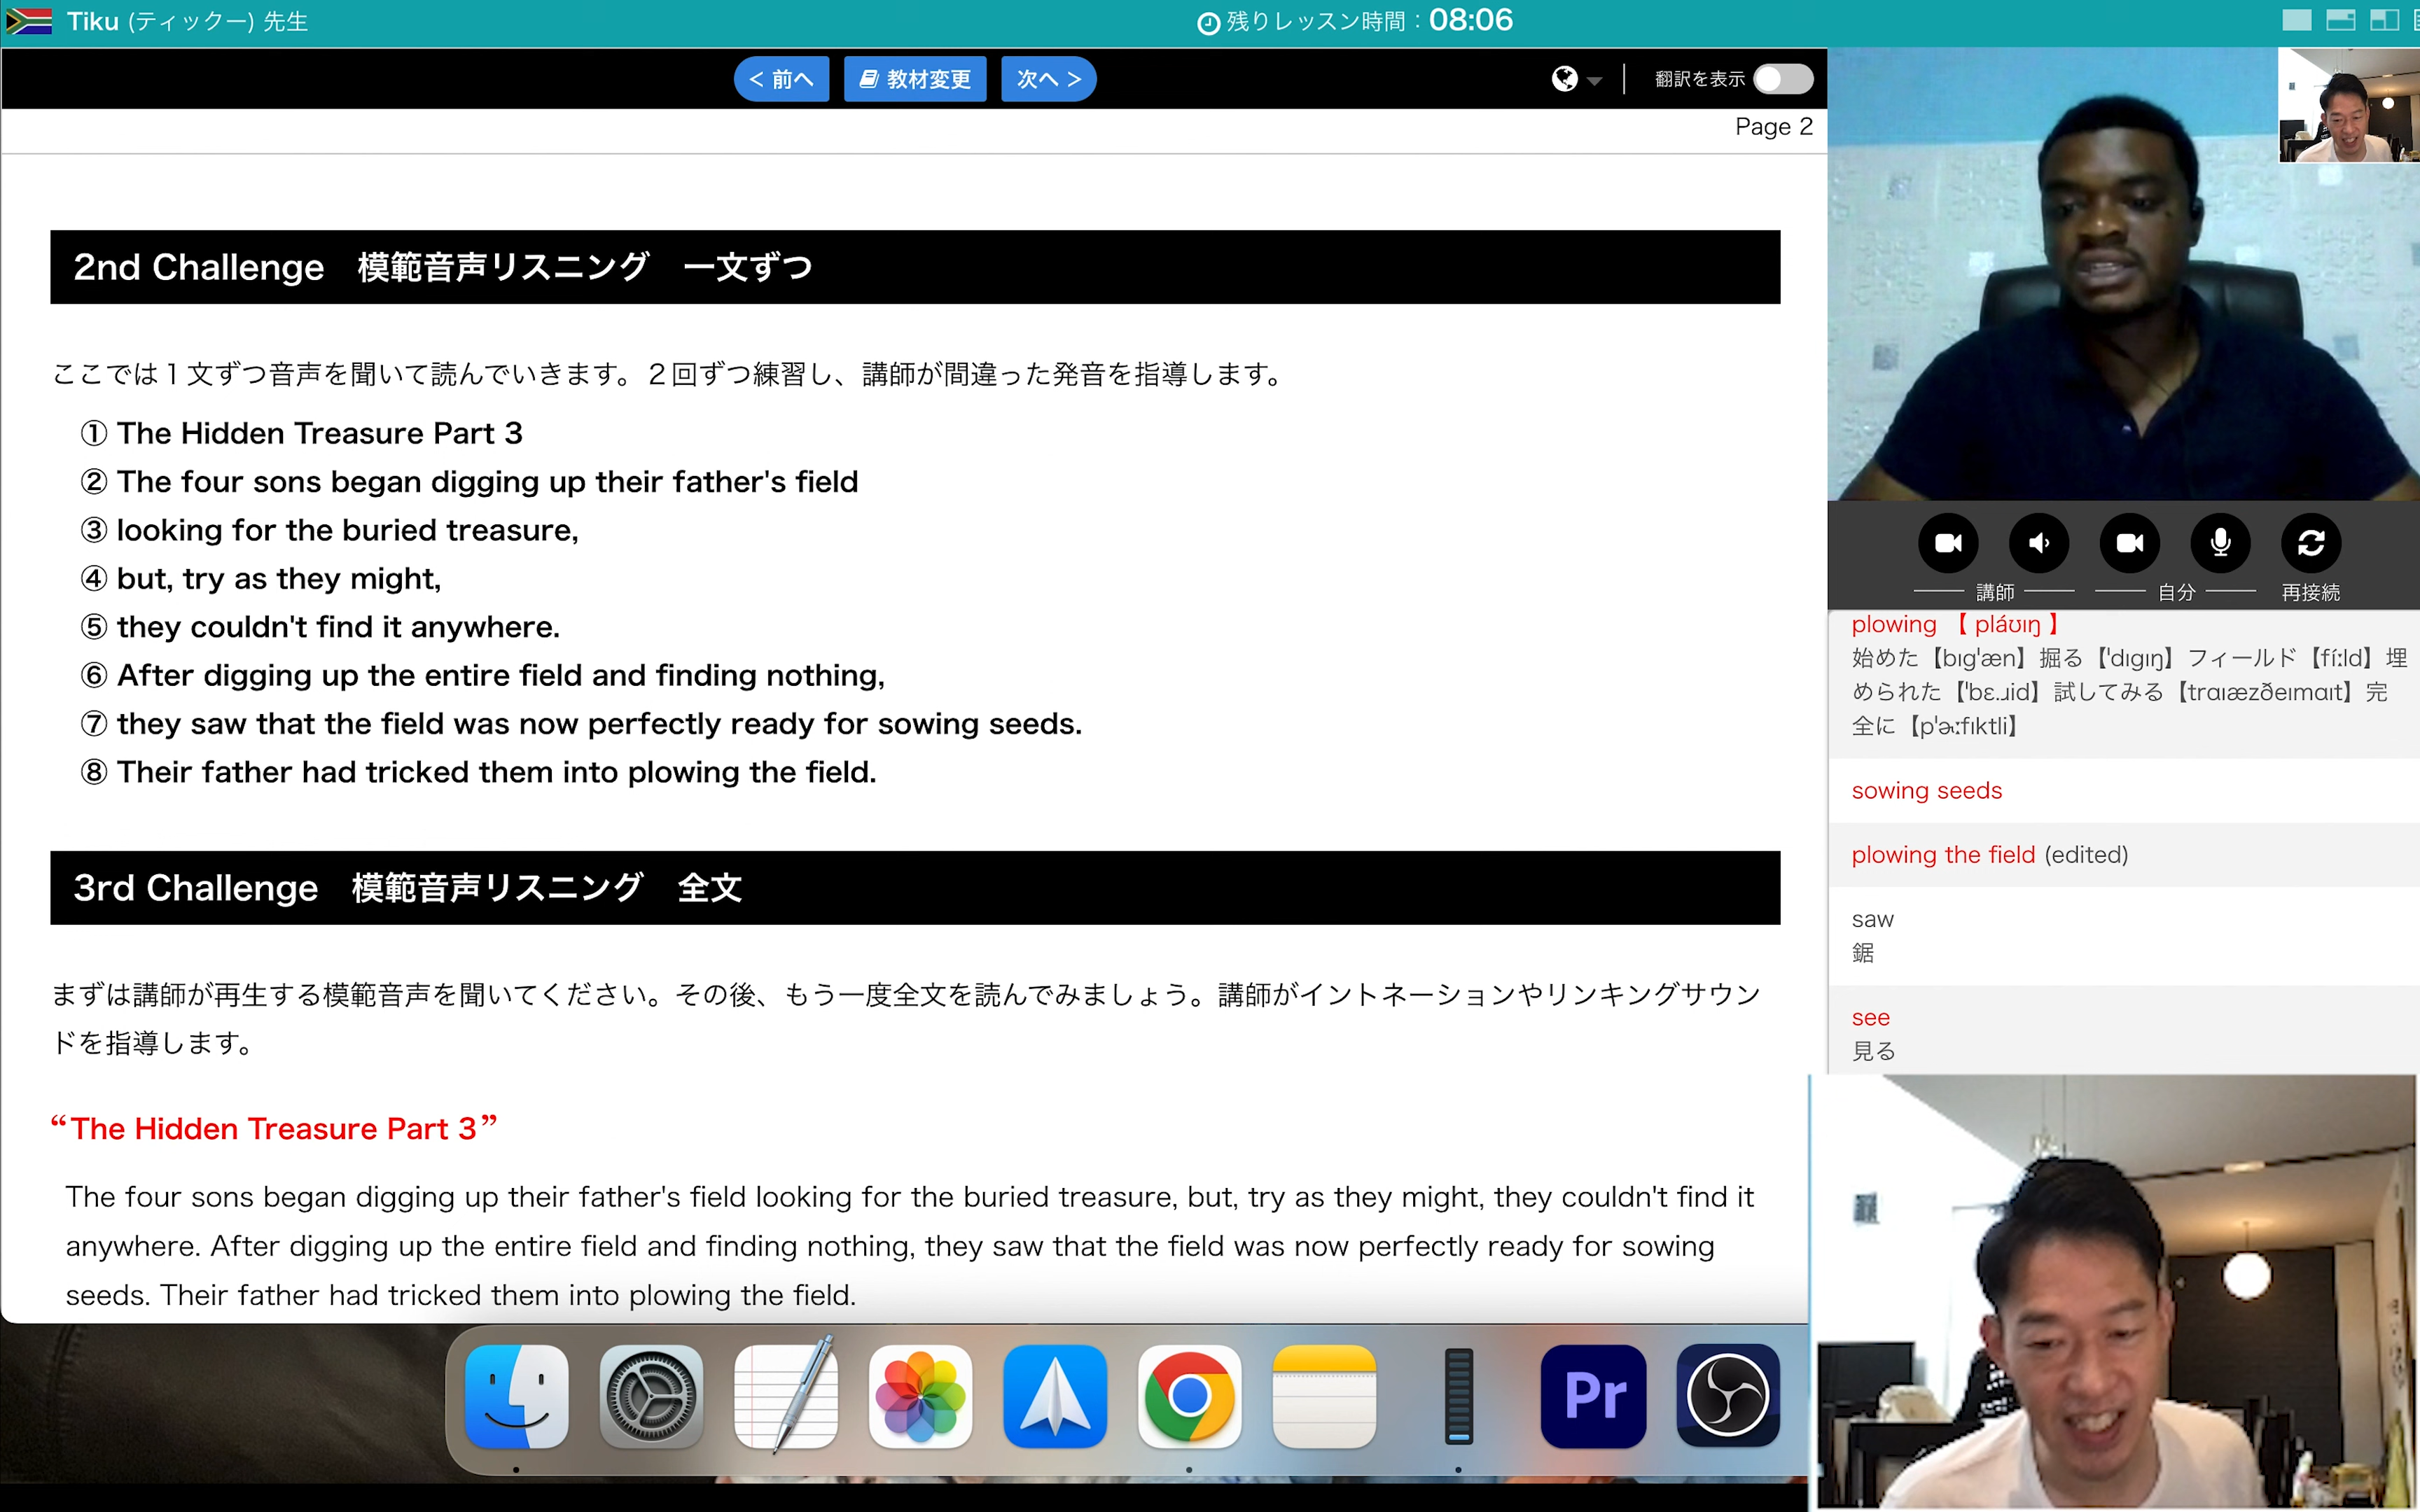 Tiku (ティックー) 先生
残りレッスン時間：08:06
< 前へ
教材変更
次へ >
翻訳を表示
Page 2
2nd Challenge　模範音声リスニング　一文ずつ
ここでは１文ずつ音声を聞いて読んでいきます。２回ずつ練習し、講師が間違った発音を指導します。
① The Hidden Treasure Part 3
② The four sons began digging up their father's field
③ looking for the buried treasure,
④ but, try as they might,
⑤ they couldn't find it anywhere.
⑥ After digging up the entire field and finding nothing,
⑦ they saw that the field was now perfectly ready for sowing seeds.
⑧ Their father had tricked them into plowing the field.
3rd Challenge　模範音声リスニング　全文
まずは講師が再生する模範音声を聞いてください。その後、もう一度全文を読んでみましょう。講師がイントネーションやリンキングサウン
ドを指導します。
“The Hidden Treasure Part 3”
The four sons began digging up their father's field looking for the buried treasure, but, try as they might, they couldn't find it
anywhere. After digging up the entire field and finding nothing, they saw that the field was now perfectly ready for sowing
seeds. Their father had tricked them into plowing the field.
講師
自分
再接続
plowing 【 pláʊɪŋ 】
始めた【bɪgˈæn】掘る【ˈdɪgɪŋ】フィールド【fíːld】埋
められた【ˈbɛ.ɹid】試してみる【traɪæzðeɪmaɪt】完
全に【pˈɚːfɪktli】
sowing seeds
plowing the field (edited)
saw
鋸
see
見る
Pr